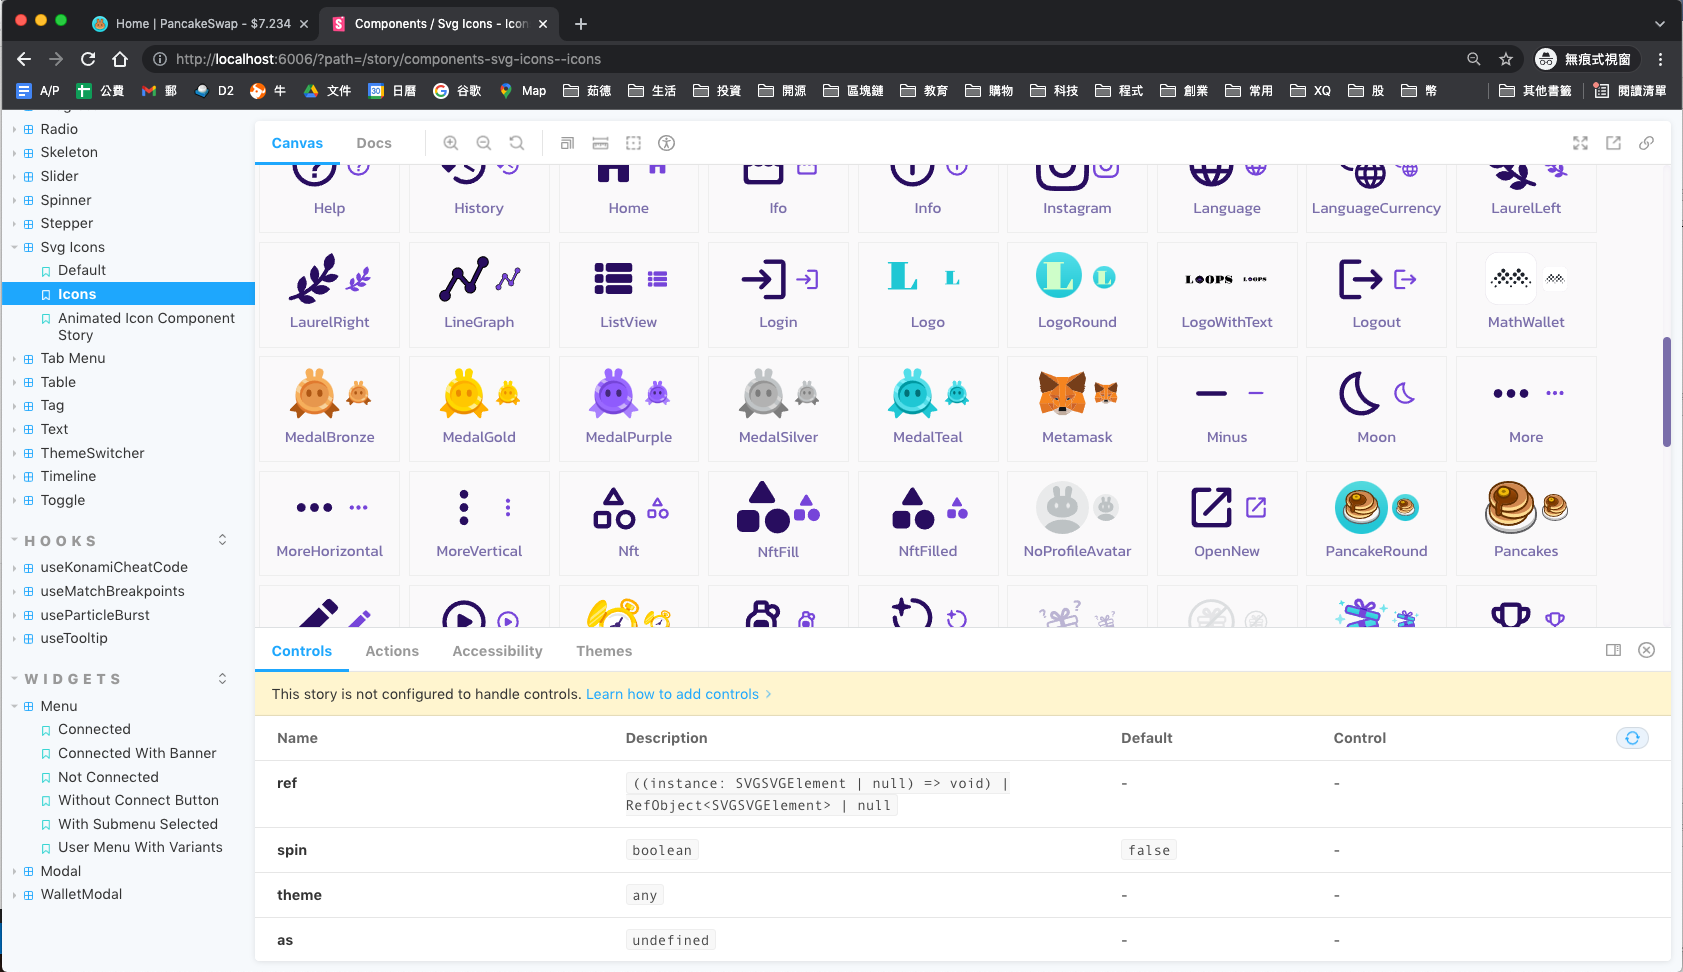 Home | PancakeSwap - $7.234
Components / Svg Icons - Icon
http://localhost:6006/?path=/story/components-svg-icons--icons
無痕式視窗
A/P 公費 郵 D2 牛 文件 日曆 谷歌 Map 茹德 生活 投資 開源 區塊鏈 教育 購物 科技 程式 創業 常用 XQ 股 幣 其他書籤 閱讀清單
Radio
Skeleton
Slider
Spinner
Stepper
Svg Icons
Default
Icons
Animated Icon Component
Story
Tab Menu
Table
Tag
Text
ThemeSwitcher
Timeline
Toggle
HOOKS
useKonamiCheatCode
useMatchBreakpoints
useParticleBurst
useTooltip
WIDGETS
Menu
Connected
Connected With Banner
Not Connected
Without Connect Button
With Submenu Selected
User Menu With Variants
Modal
WalletModal
Canvas Docs
Help History Home Ifo Info Instagram Language LanguageCurrency LaurelLeft
L L L L LOOPS LOOPS
LaurelRight LineGraph ListView Login Logo LogoRound LogoWithText Logout MathWallet
MedalBronze MedalGold MedalPurple MedalSilver MedalTeal Metamask Minus Moon More
MoreHorizontal MoreVertical Nft NftFill NftFilled NoProfileAvatar OpenNew PancakeRound Pancakes
Controls Actions Accessibility Themes
This story is not configured to handle controls. Learn how to add controls
Name Description Default Control
ref ((instance: SVGSVGElement | null) => void) | - -
RefObject<SVGSVGElement> | null
spin boolean false -
theme any - -
as undefined - -